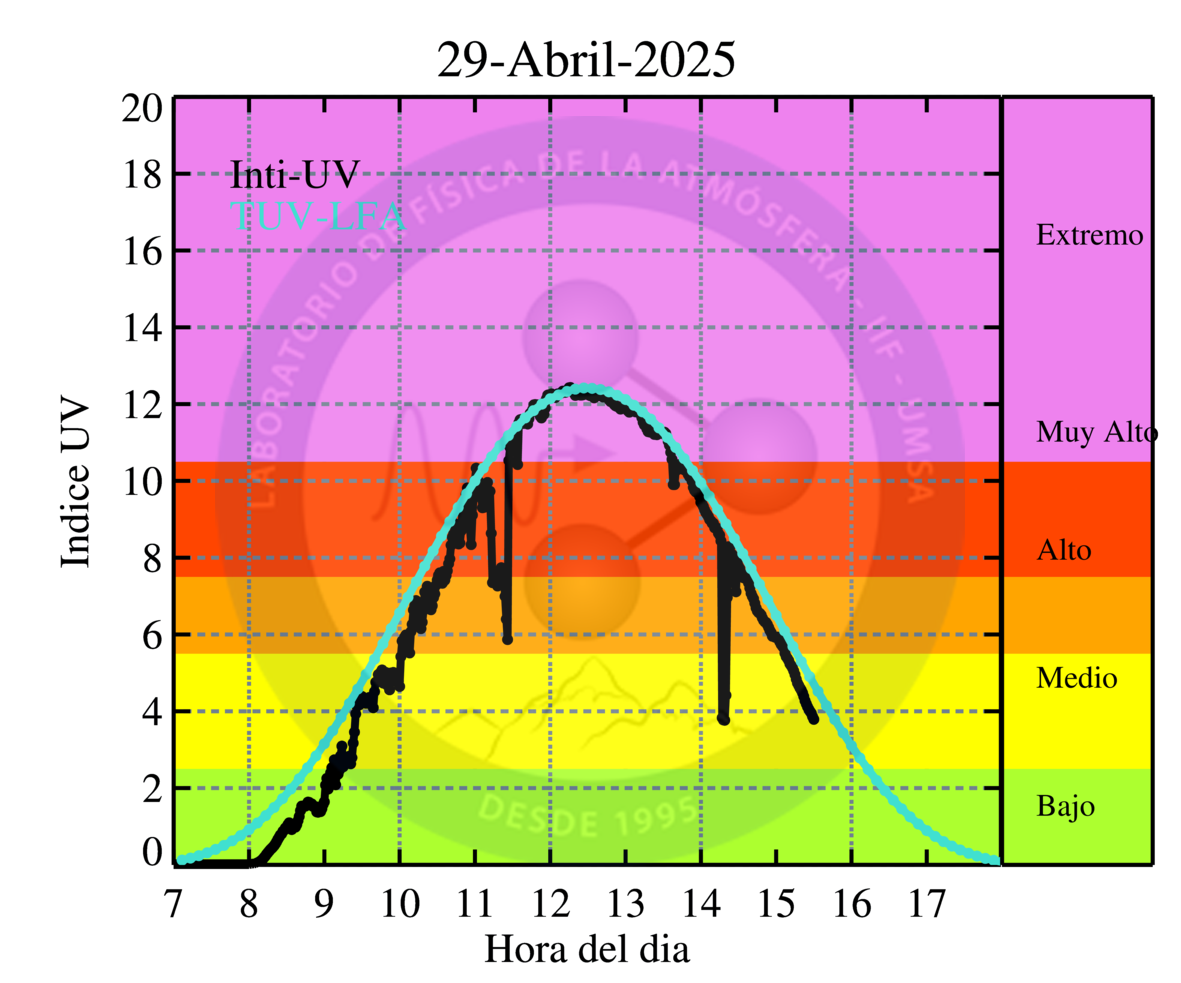 29-Abril-2025
20
18
16
14
12
10
8
6
4
2
0
Indice UV
Inti-UV
TUV-LFA
LABORATORIO DE FÍSICA DE LA ATMÓSFERA - IIF - UMSA
DESDE 1995
Extremo
Muy Alto
Alto
Medio
Bajo
7 8 9 10 11 12 13 14 15 16 17
Hora del dia